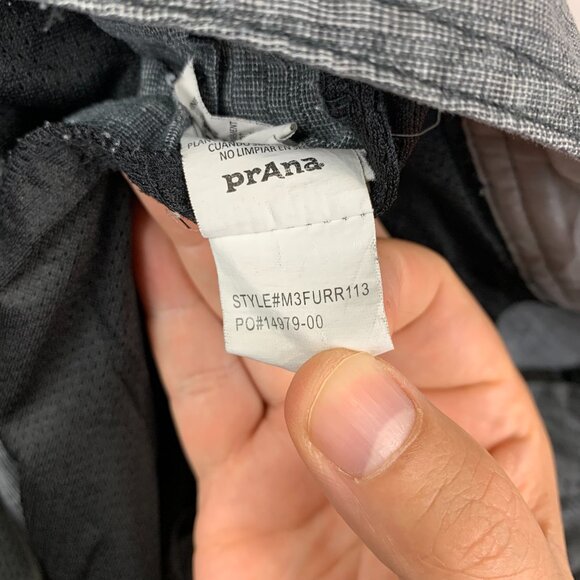 CUANDO
NO LIMPIAR EN
prAna
STYLE#M3FURR113
PO#14979-00